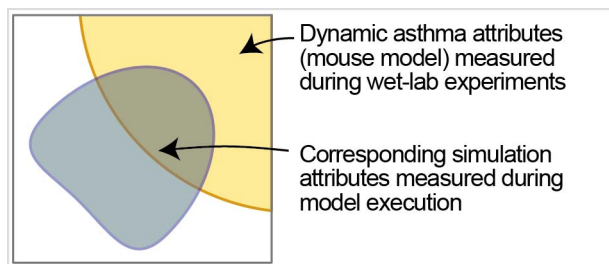 Dynamic asthma attributes
(mouse model) measured
during wet-lab experiments
Corresponding simulation
attributes measured during
model execution